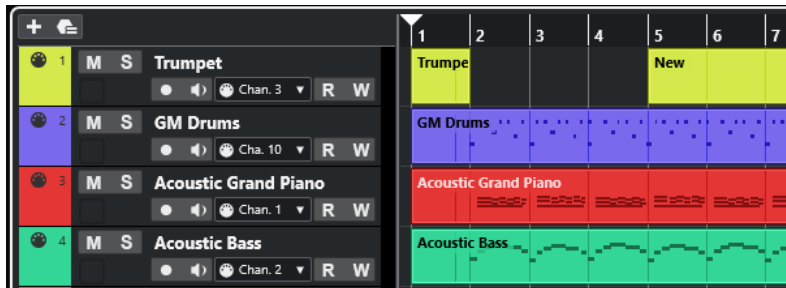 1 2 3 4 5 6 7
1 M S Trumpet
Chan. 3 R W
Trumpe New
2 M S GM Drums
Cha. 10 R W
GM Drums
3 M S Acoustic Grand Piano
Chan. 1 R W
Acoustic Grand Piano
4 M S Acoustic Bass
Chan. 2 R W
Acoustic Bass